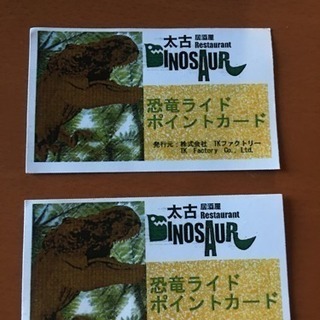 太古 居酒屋
Restaurant
DINOSAUR
恐竜ライド
ポイントカード
発行元：株式会社 TKファクトリー
TK Factory Co., Ltd.
太古 居酒屋
Restaurant
DINOSAUR
恐竜ライド
ポイントカード